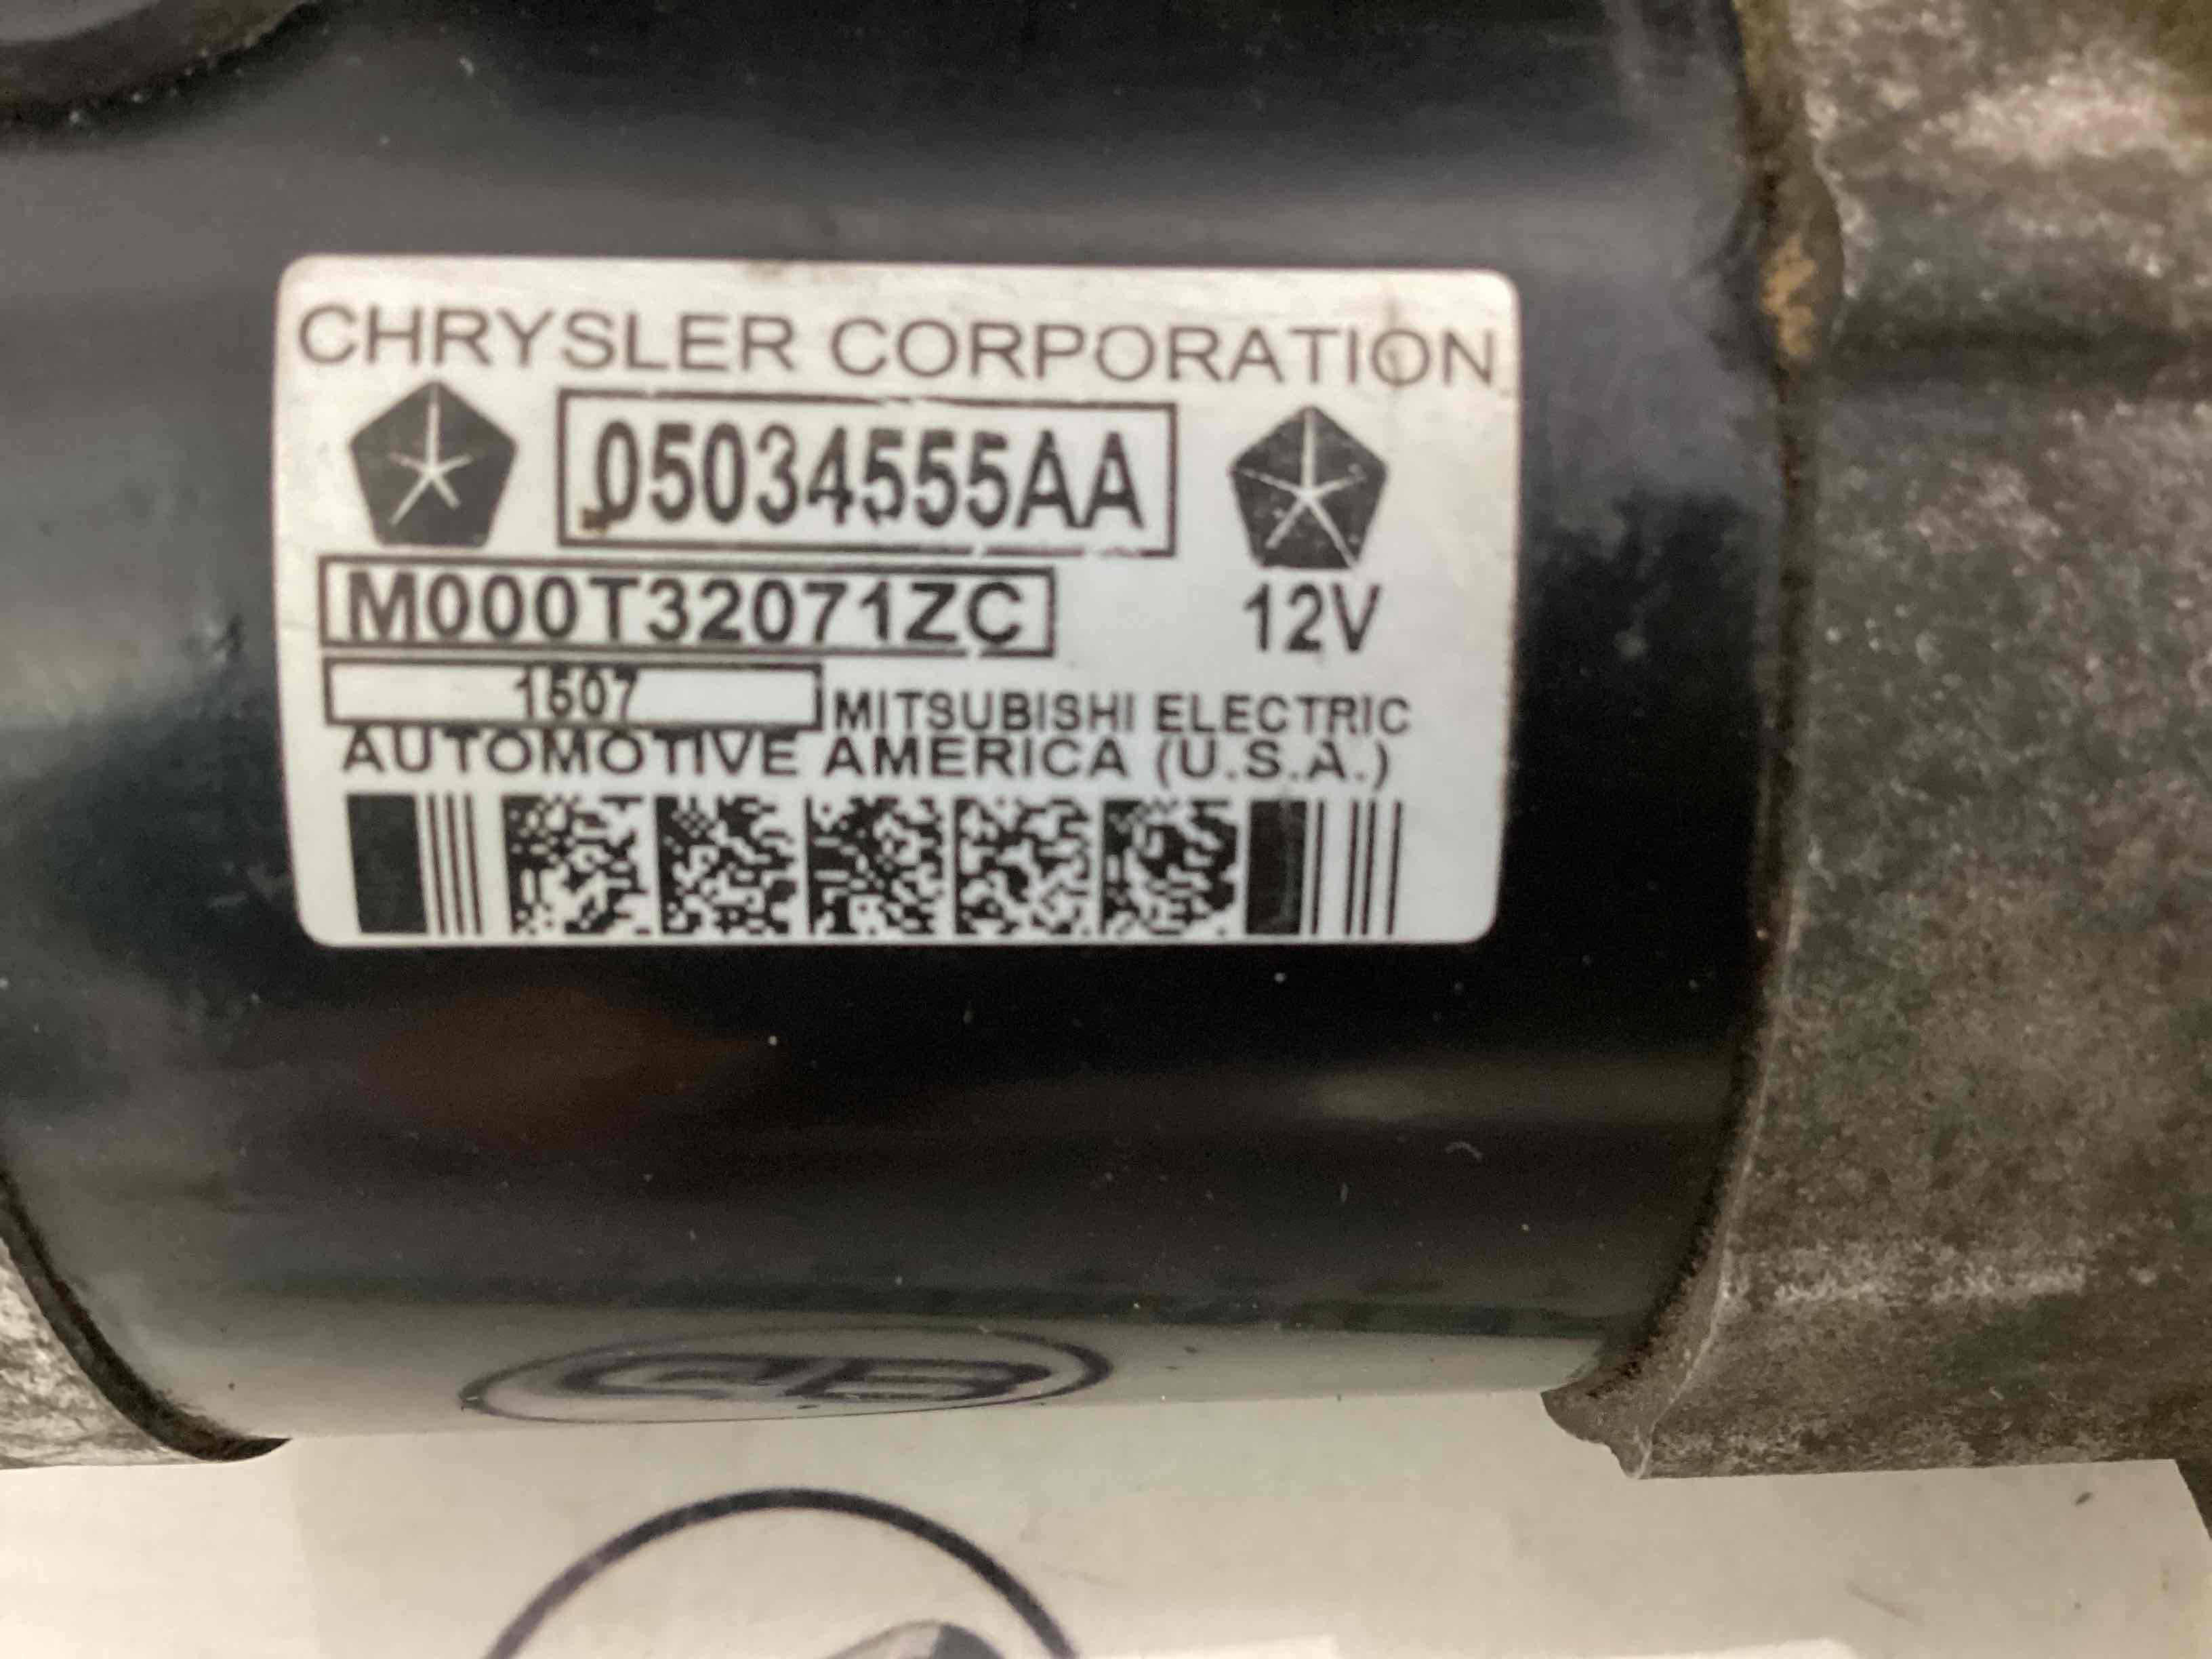 CHRYSLER CORPORATION
05034555AA
M000T32071ZC 12V
1507 MITSUBISHI ELECTRIC
AUTOMOTIVE AMERICA (U.S.A.)